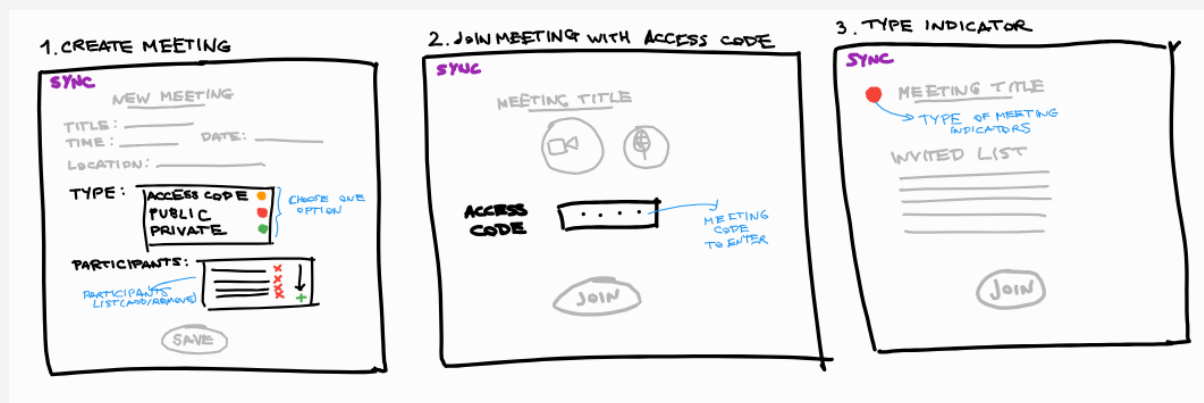 1. CREATE MEETING
SYNC
NEW MEETING
TITLE:
TIME:
DATE:
LOCATION:
TYPE:
ACCESS CODE
PUBLIC
PRIVATE
CHOOSE ONE
OPTION
PARTICIPANTS:
PARTICIPANTS
LIST (ADD/REMOVE)
SAVE
2. JOIN MEETING WITH ACCESS CODE
SYNC
MEETING TITLE
ACCESS
CODE
MEETING
CODE
TO ENTER
JOIN
3. TYPE INDICATOR
SYNC
MEETING TITLE
TYPE OF MEETING
INDICATORS
INVITED LIST
JOIN